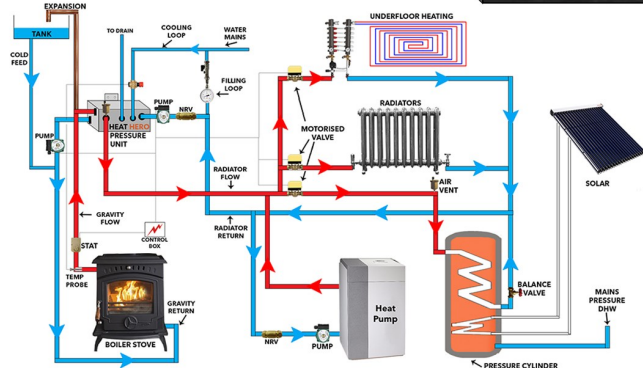 EXPANSION
TANK
COLD
FEED
TO DRAIN
COOLING
LOOP
WATER
MAINS
UNDERFLOOR HEATING
FILLING
LOOP
PUMP
NRV
HEAT HERO
PRESSURE
UNIT
PUMP
MOTORISED
VALVE
RADIATORS
RADIATOR
FLOW
AIR
VENT
SOLAR
GRAVITY
FLOW
RADIATOR
RETURN
STAT
CONTROL
BOX
TEMP
PROBE
GRAVITY
RETURN
BOILER STOVE
Heat
Pump
NRV
PUMP
BALANCE
VALVE
MAINS
PRESSURE
DHW
PRESSURE CYLINDER